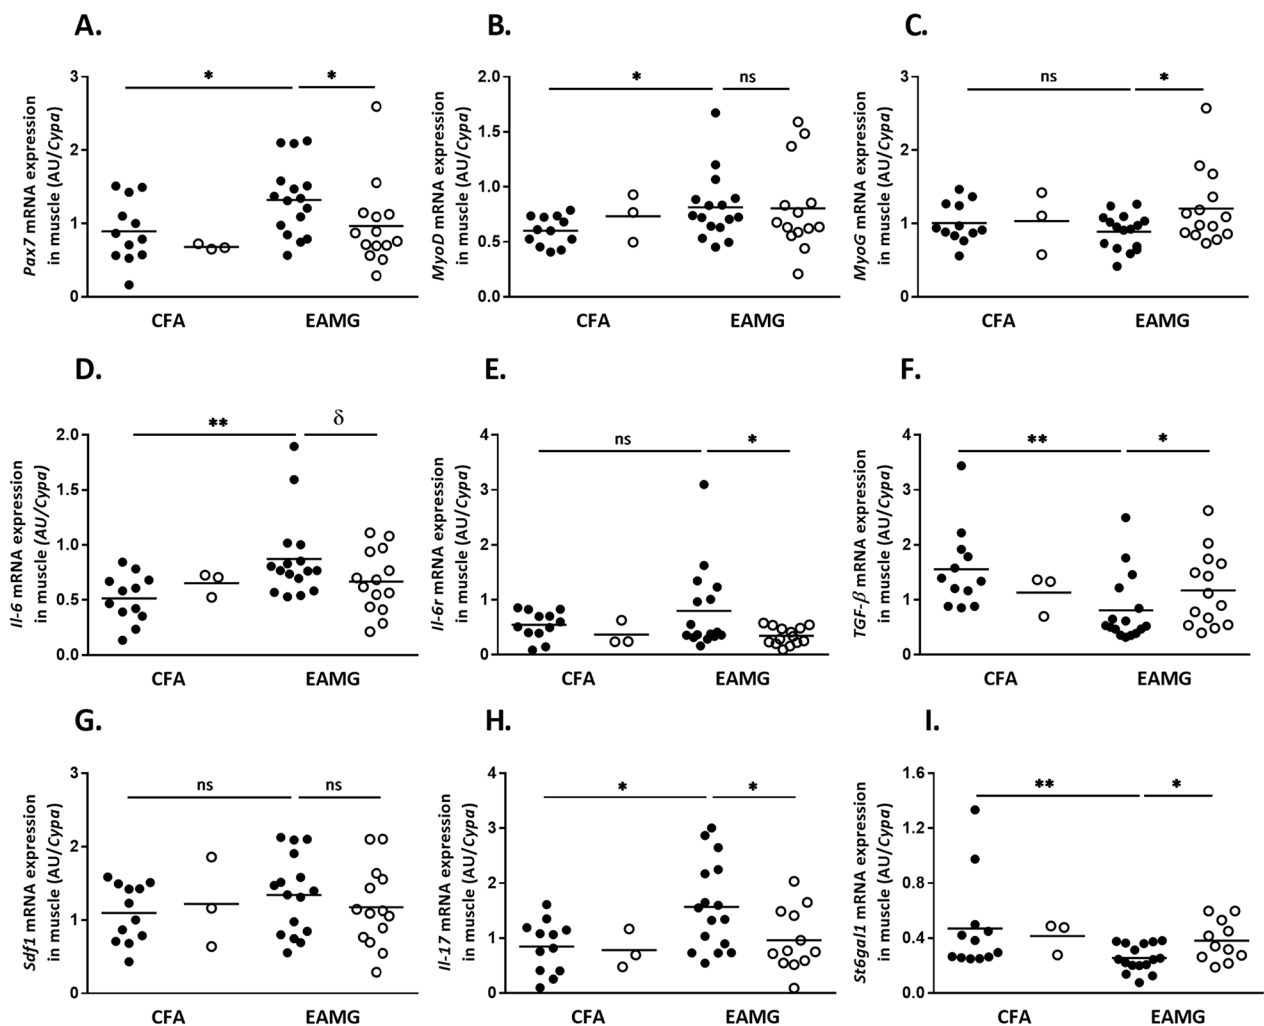 A.
Pax7 mRNA expression
in muscle (AU/Cypa)
3
2
1
0
*
*
CFA
EAMG
B.
MyoD mRNA expression
in muscle (AU/Cypa)
2.0
1.5
1.0
0.5
0.0
*
ns
CFA
EAMG
C.
MyoG mRNA expression
in muscle (AU/Cypa)
3
2
1
0
ns
*
CFA
EAMG
D.
Il-6 mRNA expression
in muscle (AU/Cypa)
2.0
1.5
1.0
0.5
0.0
**
δ
CFA
EAMG
E.
Il-6r mRNA expression
in muscle (AU/Cypa)
4
3
2
1
0
ns
*
CFA
EAMG
F.
TGF-β mRNA expression
in muscle (AU/Cypa)
4
3
2
1
0
**
*
CFA
EAMG
G.
Sdf1 mRNA expression
in muscle (AU/Cypa)
3
2
1
0
ns
ns
CFA
EAMG
H.
Il-17 mRNA expression
in muscle (AU/Cypa)
4
3
2
1
0
*
*
CFA
EAMG
I.
St6gal1 mRNA expression
in muscle (AU/Cypa)
1.6
1.2
0.8
0.4
0.0
**
*
CFA
EAMG